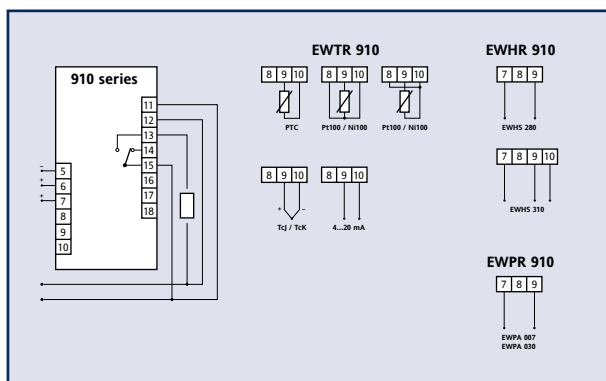 EWTR 910
EWHR 910
910 series
8 9 10
8 9 10
8 9 10
7 8 9
11
12
13
14
15
16
17
18
– 5
+ 6
+ 7
8
9
10
PTC
Pt100 / Ni100
Pt100 / Ni100
EWHS 280
8 9 10
8 9 10
7 8 9 10
+ –
TcJ / TcK
4...20 mA
EWHS 310
EWPR 910
7 8 9
EWPA 007
EWPA 030